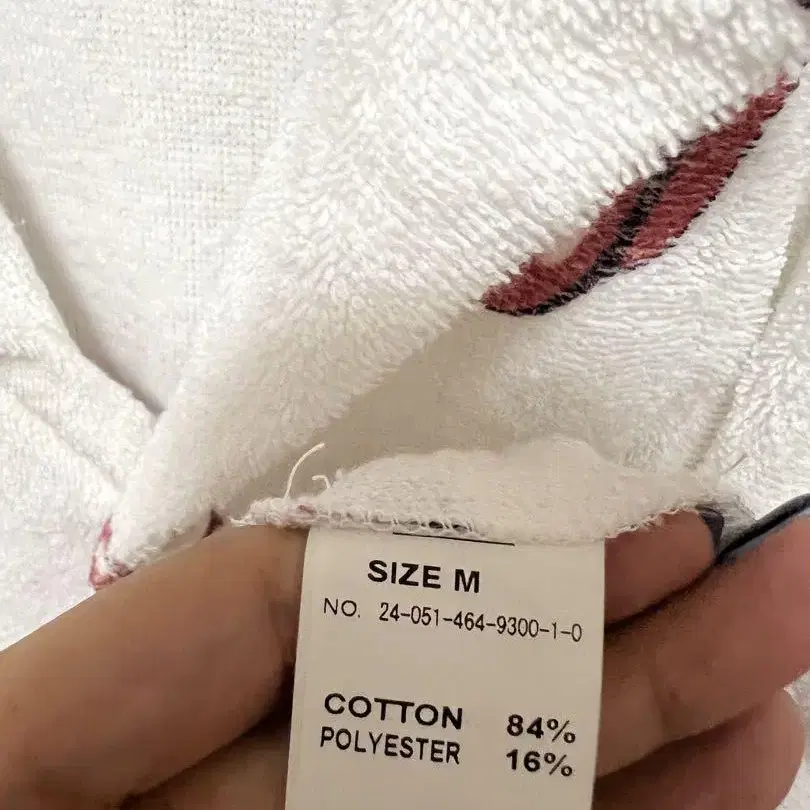 SIZE M
NO. 24-051-464-9300-1-0
COTTON 84%
POLYESTER 16%